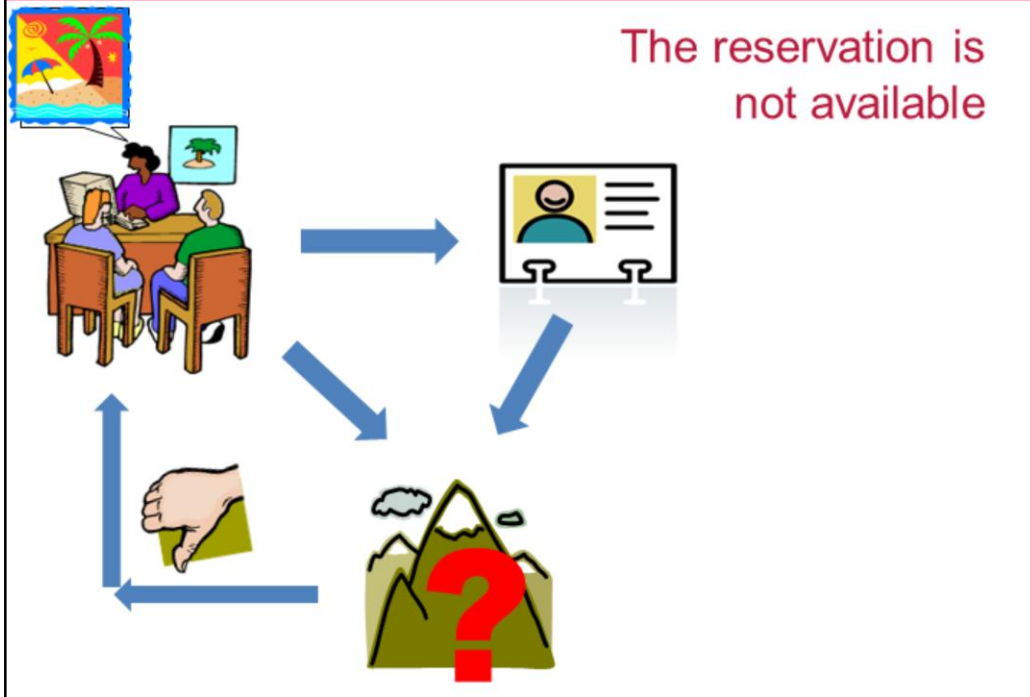 The reservation is
not available
?